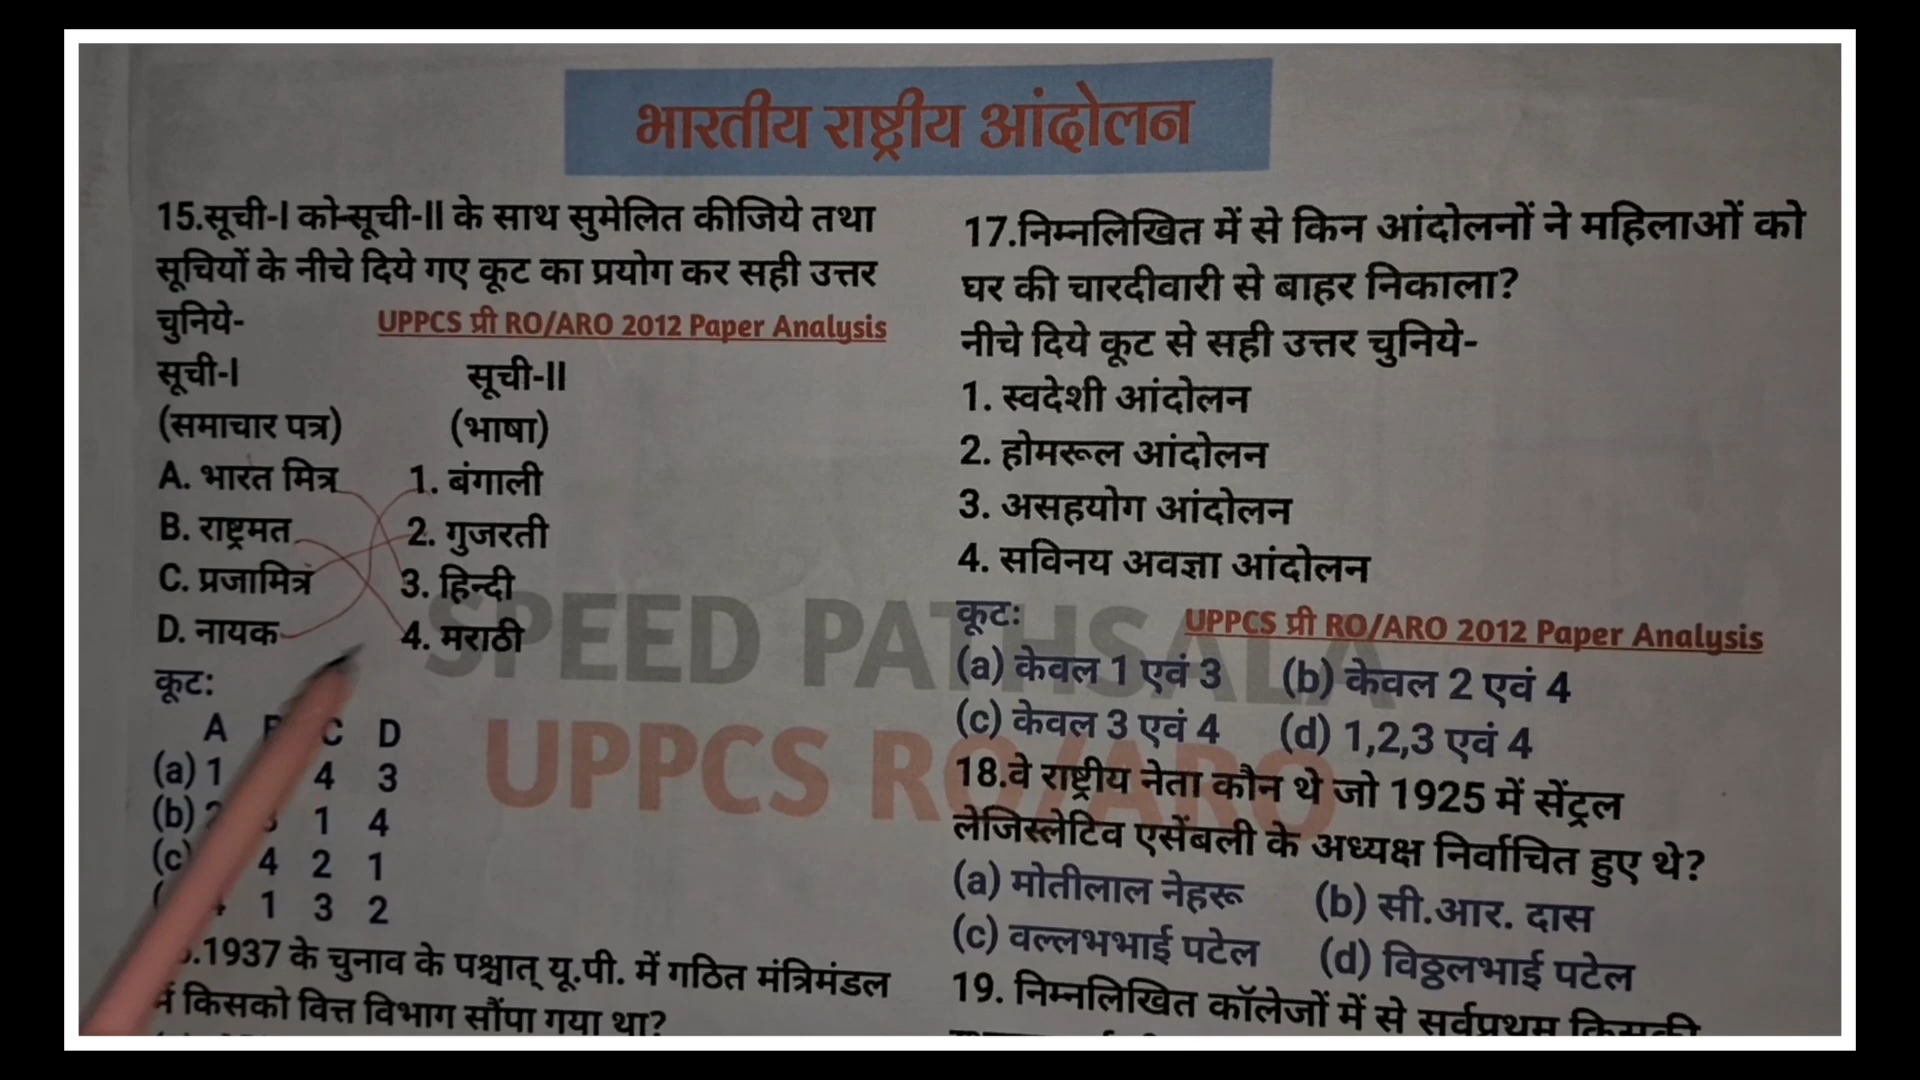 भारतीय राष्ट्रीय आंदोलन
15.सूची-I को सूची-II के साथ सुमेलित कीजिये तथा
सूचियों के नीचे दिये गए कूट का प्रयोग कर सही उत्तर
चुनिये-
UPPCS प्री RO/ARO 2012 Paper Analysis
सूची-I सूची-II
(समाचार पत्र) (भाषा)
A. भारत मित्र 1. बंगाली
B. राष्ट्रमत 2. गुजरती
C. प्रजामित्र 3. हिन्दी
D. नायक 4. मराठी
कूट:
A C D
(a) 1 4 3
(b) 1 4
(c) 4 2 1
1 3 2
.1937 के चुनाव के पश्चात् यू.पी. में गठित मंत्रिमंडल
में किसको वित्त विभाग सौंपा गया था?
17.निम्नलिखित में से किन आंदोलनों ने महिलाओं को
घर की चारदीवारी से बाहर निकाला?
नीचे दिये कूट से सही उत्तर चुनिये-
1. स्वदेशी आंदोलन
2. होमरूल आंदोलन
3. असहयोग आंदोलन
4. सविनय अवज्ञा आंदोलन
कूट:
UPPCS प्री RO/ARO 2012 Paper Analysis
(a) केवल 1 एवं 3 (b) केवल 2 एवं 4
(c) केवल 3 एवं 4 (d) 1,2,3 एवं 4
18.वे राष्ट्रीय नेता कौन थे जो 1925 में सेंट्रल
लेजिस्लेटिव एसेंबली के अध्यक्ष निर्वाचित हुए थे?
(a) मोतीलाल नेहरू (b) सी.आर. दास
(c) वल्लभभाई पटेल (d) विठ्ठलभाई पटेल
19. निम्नलिखित कॉलेजों में से सर्वप्रथम किसकी
SPEED PATHSALA
UPPCS RO/ARO